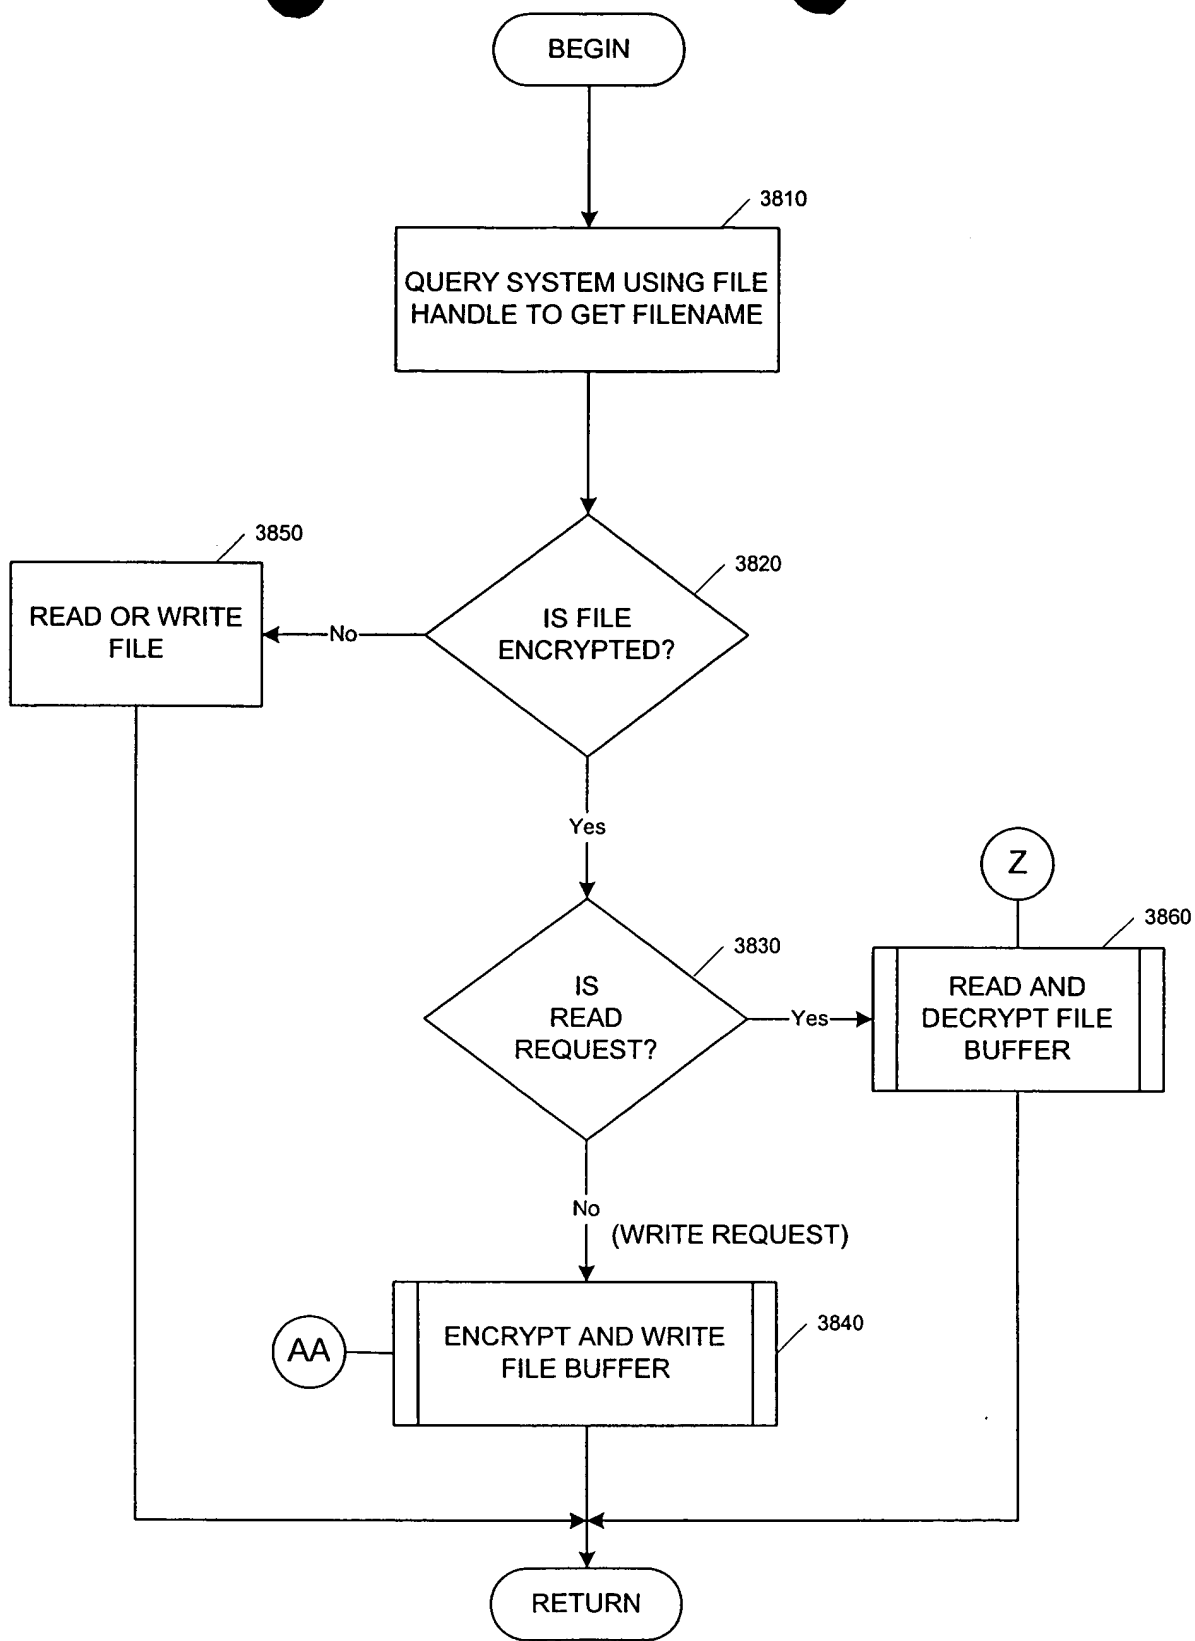 BEGIN
3810
QUERY SYSTEM USING FILE
HANDLE TO GET FILENAME
3850
READ OR WRITE
FILE
No
3820
IS FILE
ENCRYPTED?
Yes
Z
3860
3830
IS
READ
REQUEST?
Yes
READ AND
DECRYPT FILE
BUFFER
No
(WRITE REQUEST)
AA
ENCRYPT AND WRITE
FILE BUFFER
3840
RETURN